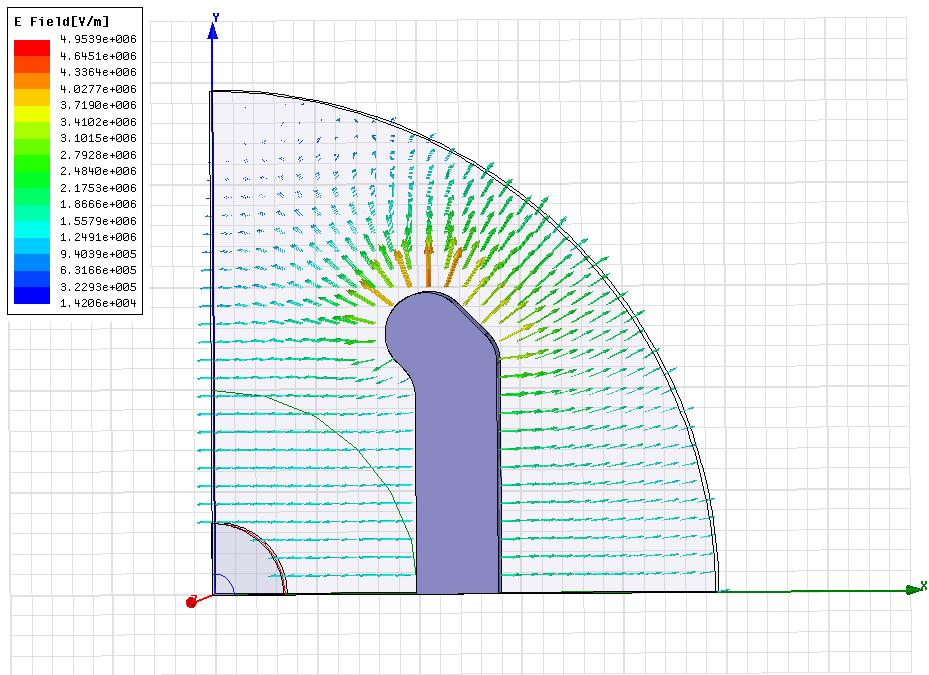 E Field[V/m]
4.9539e+006
4.6451e+006
4.3364e+006
4.0277e+006
3.7190e+006
3.4102e+006
3.1015e+006
2.7928e+006
2.4840e+006
2.1753e+006
1.8666e+006
1.5579e+006
1.2491e+006
9.4039e+005
6.3166e+005
3.2293e+005
1.4206e+004
Y
X